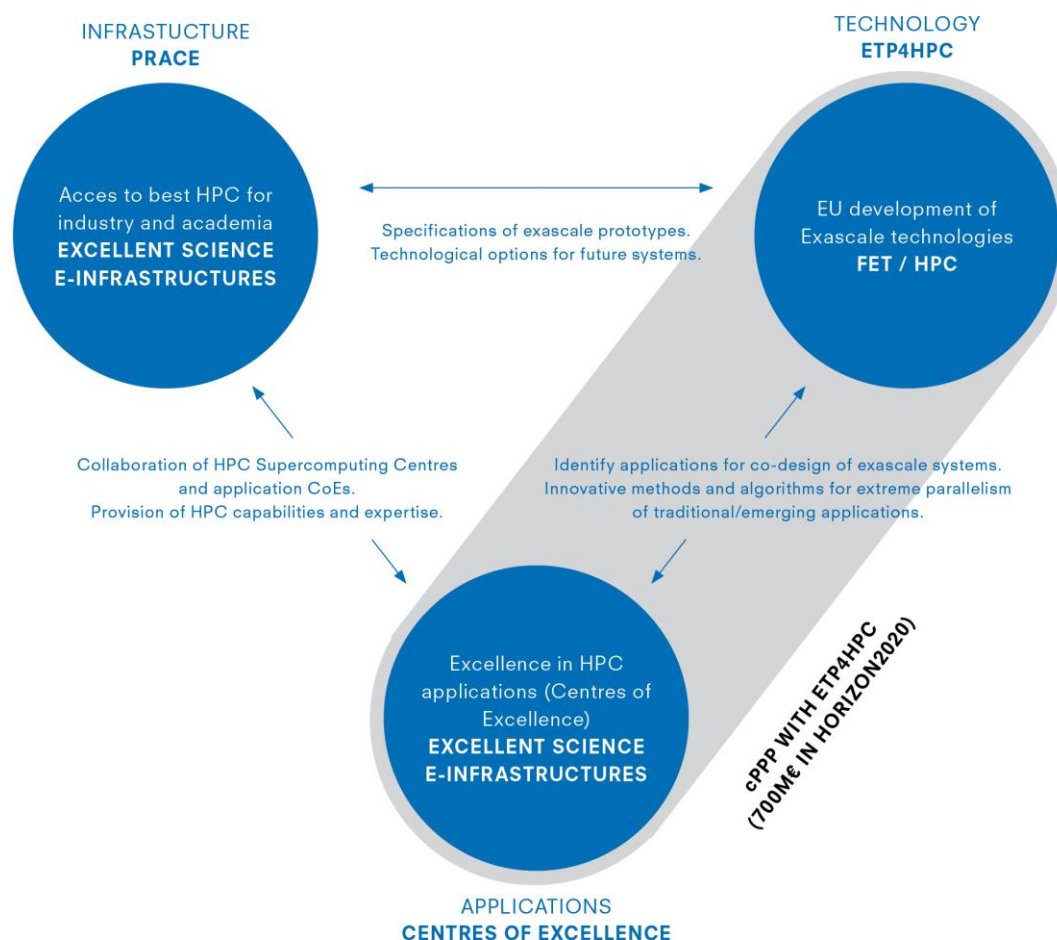 INFRASTUCTURE
PRACE
TECHNOLOGY
ETP4HPC
Acces to best HPC for
industry and academia
EXCELLENT SCIENCE
E-INFRASTRUCTURES
Specifications of exascale prototypes.
Technological options for future systems.
EU development of
Exascale technologies
FET / HPC
Collaboration of HPC Supercomputing Centres
and application CoEs.
Provision of HPC capabilities and expertise.
Identify applications for co-design of exascale systems.
Innovative methods and algorithms for extreme parallelism
of traditional/emerging applications.
Excellence in HPC
applications (Centres of
Excellence)
EXCELLENT SCIENCE
E-INFRASTRUCTURES
cPPP WITH ETP4HPC
(700M€ IN HORIZON2020)
APPLICATIONS
CENTRES OF EXCELLENCE